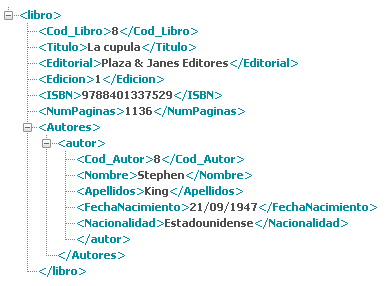 <libro>
<Cod_Libro>8</Cod_Libro>
<Titulo>La cupula</Titulo>
<Editorial>Plaza & Janes Editores</Editorial>
<Edicion>1</Edicion>
<ISBN>9788401337529</ISBN>
<NumPaginas>1136</NumPaginas>
<Autores>
<autor>
<Cod_Autor>8</Cod_Autor>
<Nombre>Stephen</Nombre>
<Apellidos>King</Apellidos>
<FechaNacimiento>21/09/1947</FechaNacimiento>
<Nacionalidad>Estadounidense</Nacionalidad>
</autor>
</Autores>
</libro>